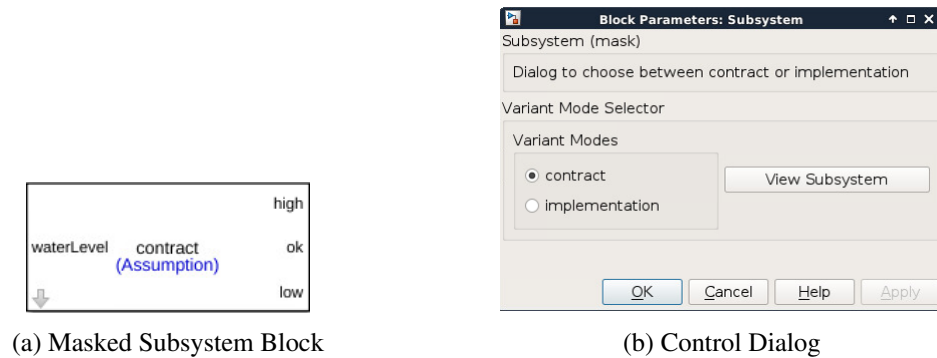 high
waterLevel contract ok
(Assumption)
low
(a) Masked Subsystem Block
Block Parameters: Subsystem
Subsystem (mask)
Dialog to choose between contract or implementation
Variant Mode Selector
Variant Modes
contract
View Subsystem
implementation
OK Cancel Help Apply
(b) Control Dialog